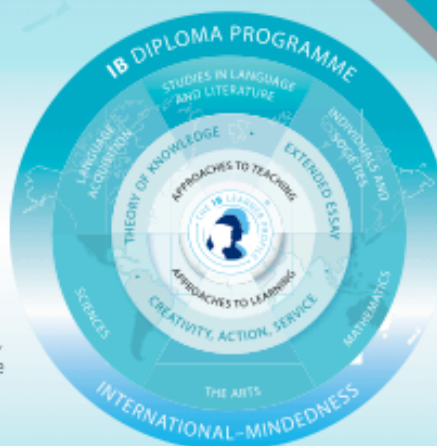 IB DIPLOMA PROGRAMME
STUDIES IN LANGUAGE
AND LITERATURE
LANGUAGE
ACQUISITION
INDIVIDUALS AND
SOCIETIES
THEORY OF KNOWLEDGE
EXTENDED ESSAY
APPROACHES TO TEACHING
THE IB LEARNER PROFILE
APPROACHES TO LEARNING
CREATIVITY, ACTION, SERVICE
SCIENCES
MATHEMATICS
THE ARTS
INTERNATIONAL-MINDEDNESS